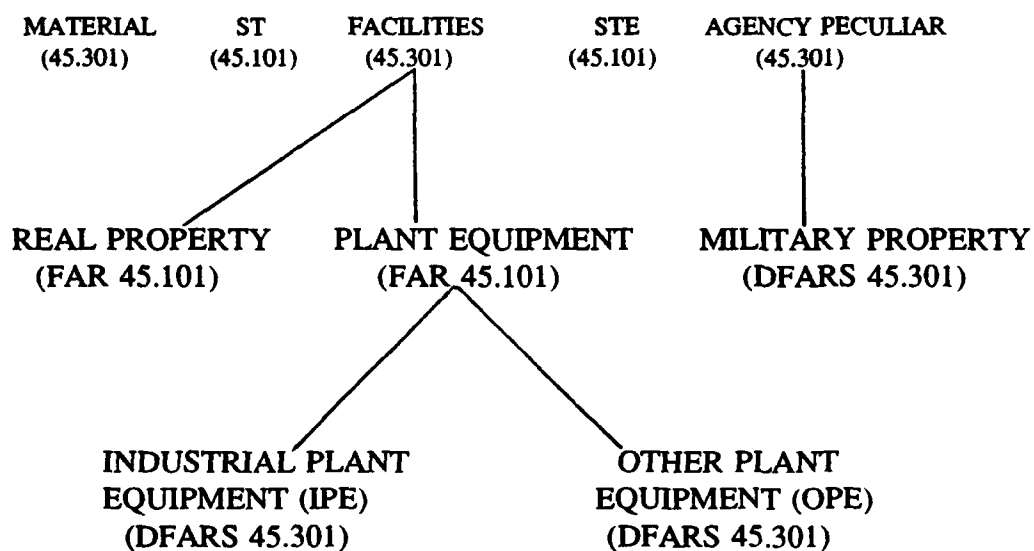 MATERIAL ST FACILITIES STE AGENCY PECULIAR
(45.301) (45.101) (45.301) (45.101) (45.301)
REAL PROPERTY PLANT EQUIPMENT MILITARY PROPERTY
(FAR 45.101) (FAR 45.101) (DFARS 45.301)
INDUSTRIAL PLANT OTHER PLANT
EQUIPMENT (IPE) EQUIPMENT (OPE)
(DFARS 45.301) (DFARS 45.301)